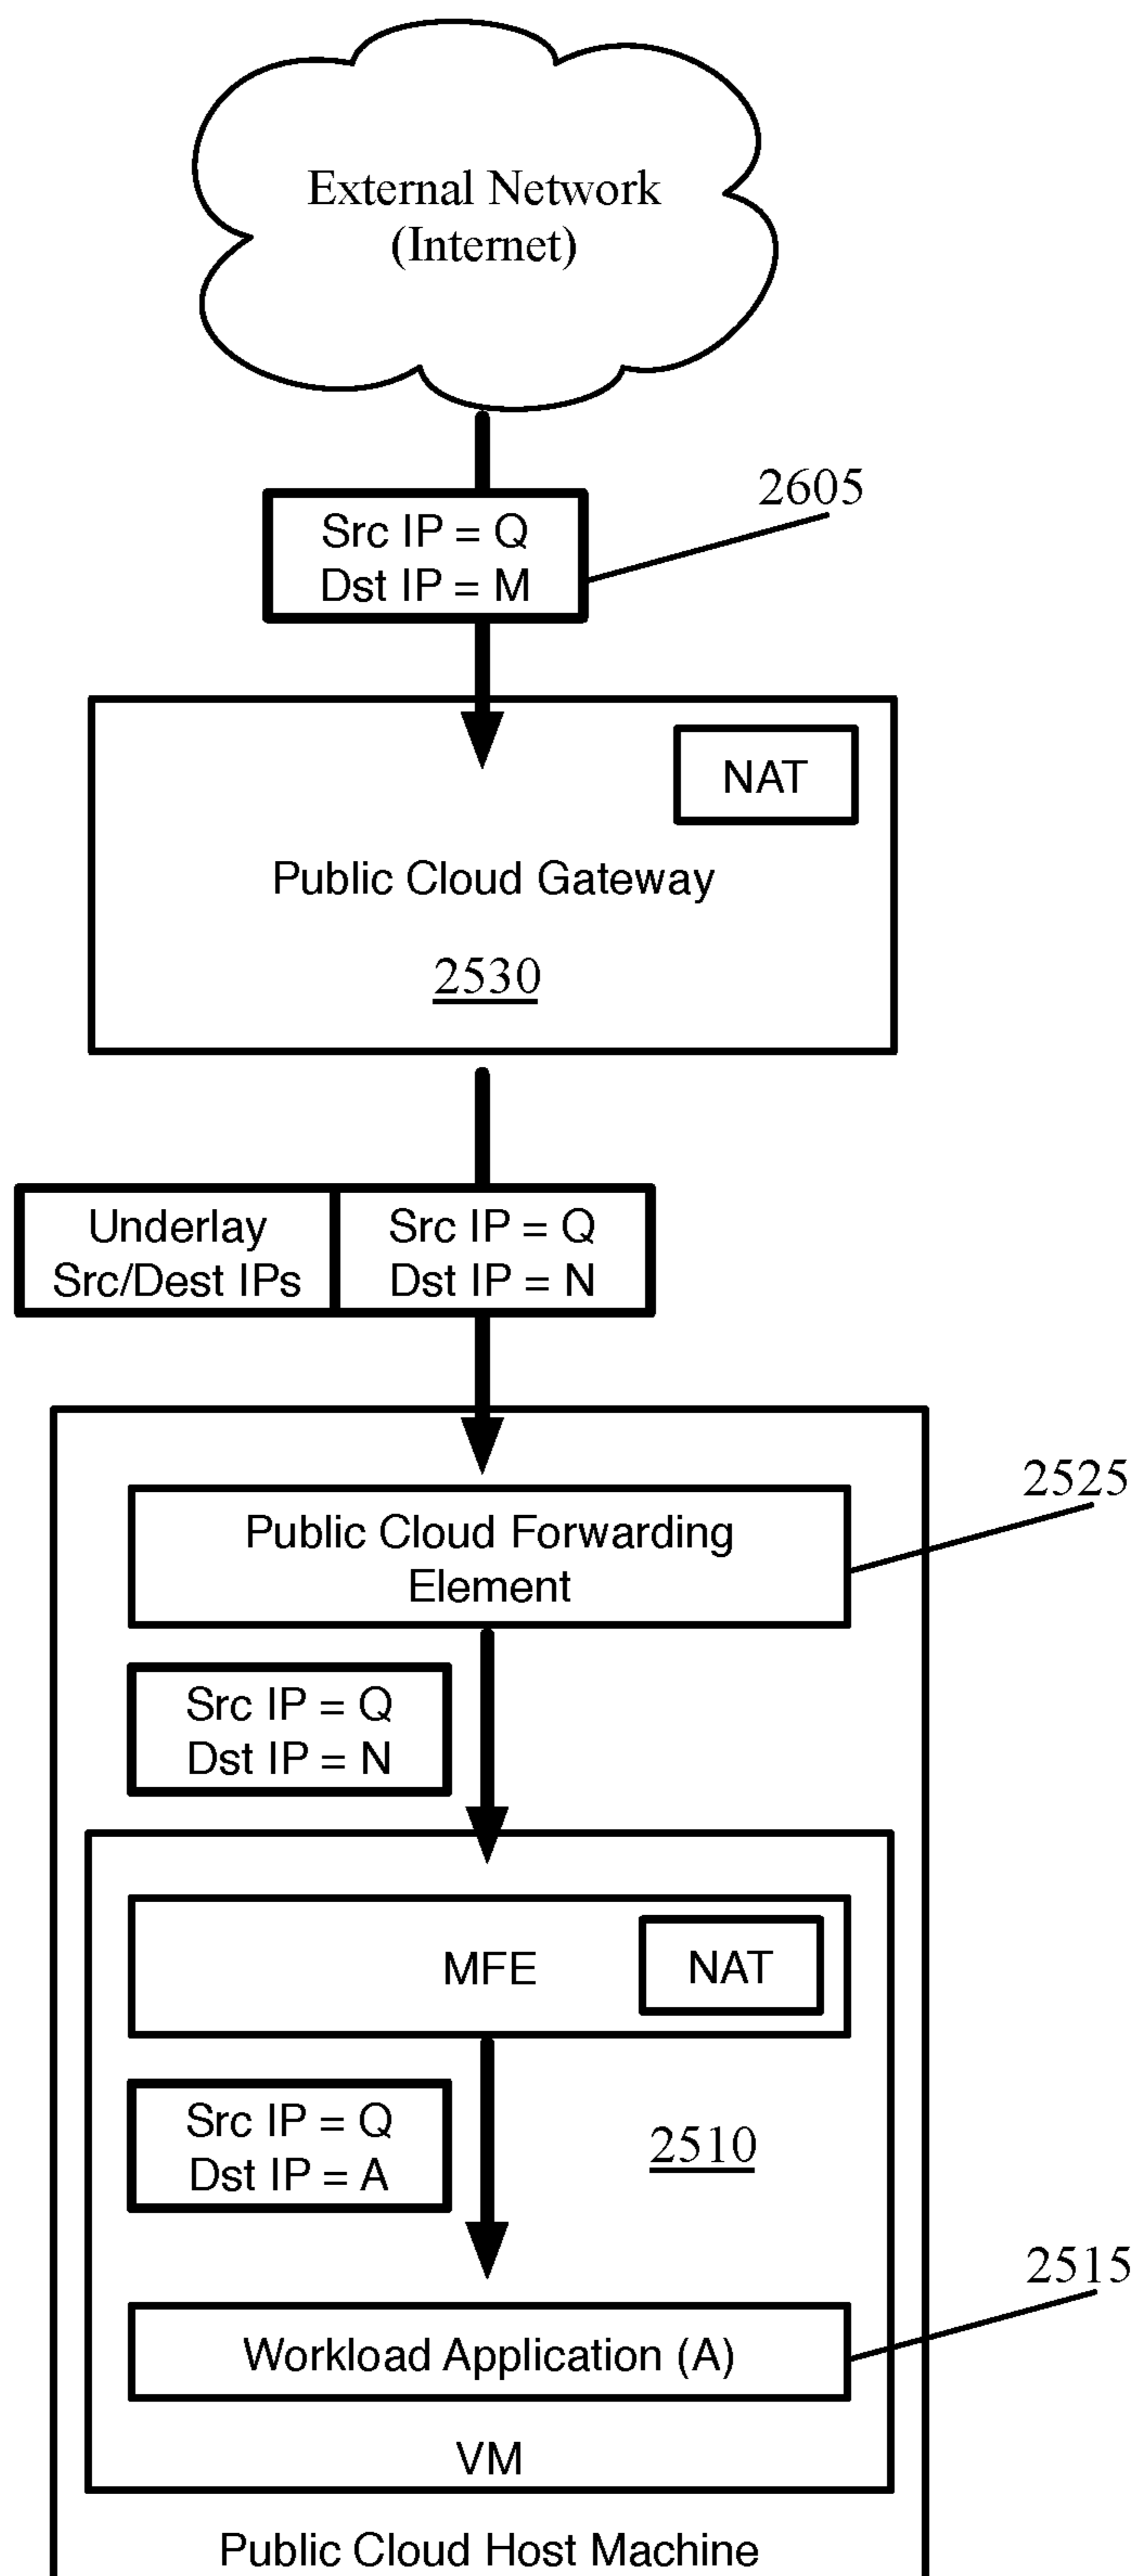 External Network
(Internet)
2605
Src IP = Q
Dst IP = M
NAT
Public Cloud Gateway
2530
Underlay
Src/Dest IPs
Src IP = Q
Dst IP = N
2525
Public Cloud Forwarding
Element
Src IP = Q
Dst IP = N
MFE
NAT
Src IP = Q
Dst IP = A
2510
2515
Workload Application (A)
VM
Public Cloud Host Machine